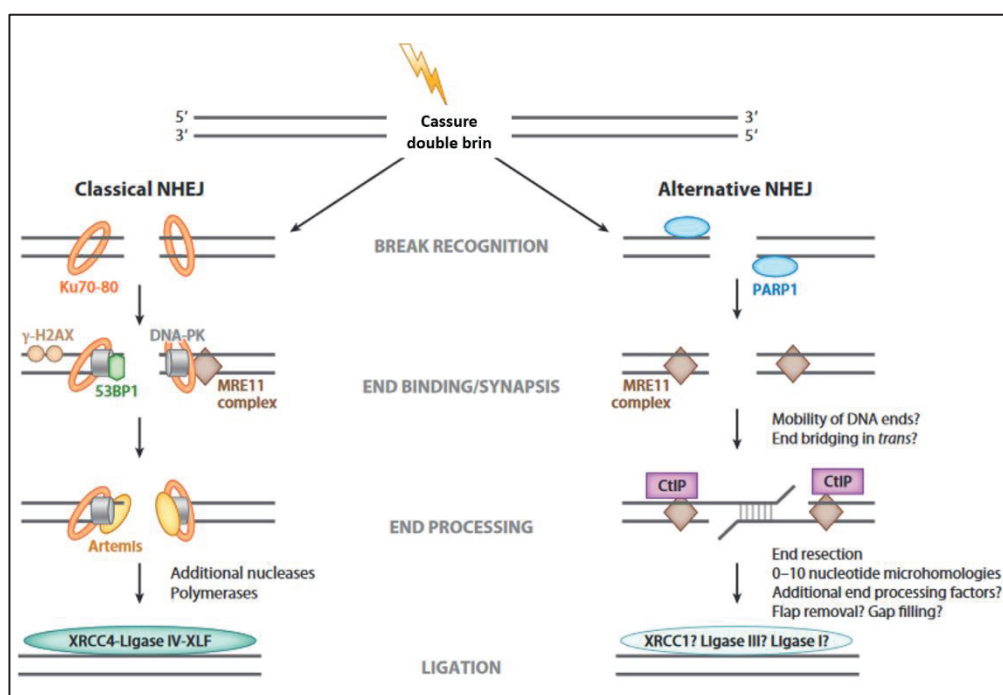 Cassure
double brin
5′
3′
3′
5′
Classical NHEJ
Alternative NHEJ
BREAK RECOGNITION
Ku70-80
PARP1
γ-H2AX
DNA-PK
53BP1
MRE11
complex
END BINDING/SYNAPSIS
MRE11
complex
Mobility of DNA ends?
End bridging in trans?
CtIP
CtIP
Artemis
END PROCESSING
Additional nucleases
Polymerases
End resection
0–10 nucleotide microhomologies
Additional end processing factors?
Flap removal? Gap filling?
XRCC4-Ligase IV-XLF
LIGATION
XRCC1? Ligase III? Ligase I?